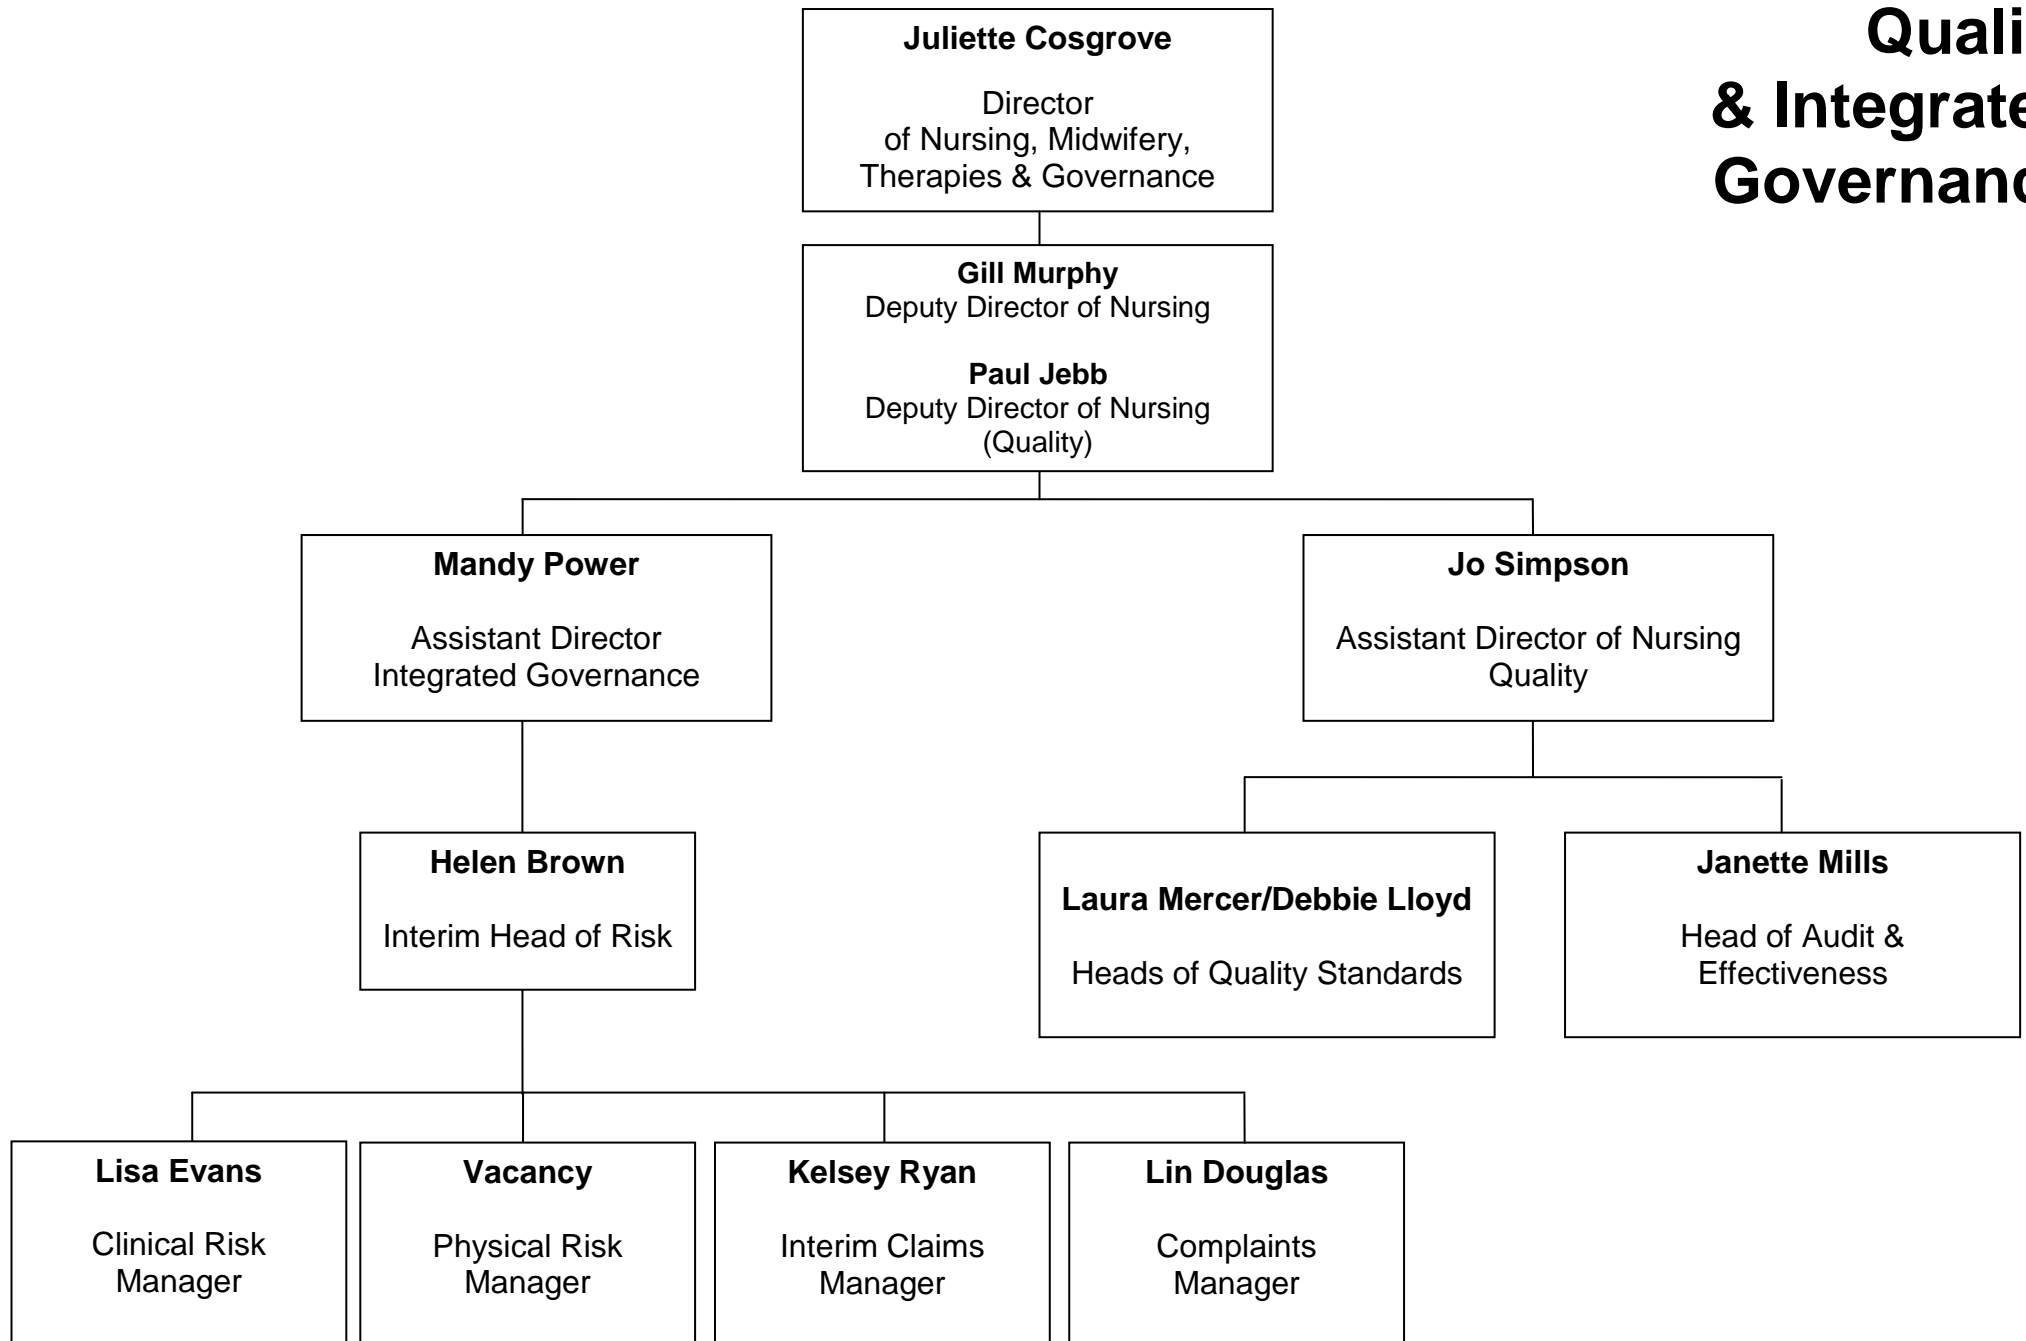 Quali
& Integrate
Governanc
Juliette Cosgrove
Director
of Nursing, Midwifery,
Therapies & Governance
Gill Murphy
Deputy Director of Nursing
Paul Jebb
Deputy Director of Nursing
(Quality)
Mandy Power
Assistant Director
Integrated Governance
Jo Simpson
Assistant Director of Nursing
Quality
Helen Brown
Interim Head of Risk
Laura Mercer/Debbie Lloyd
Heads of Quality Standards
Janette Mills
Head of Audit &
Effectiveness
Lisa Evans
Clinical Risk
Manager
Vacancy
Physical Risk
Manager
Kelsey Ryan
Interim Claims
Manager
Lin Douglas
Complaints
Manager